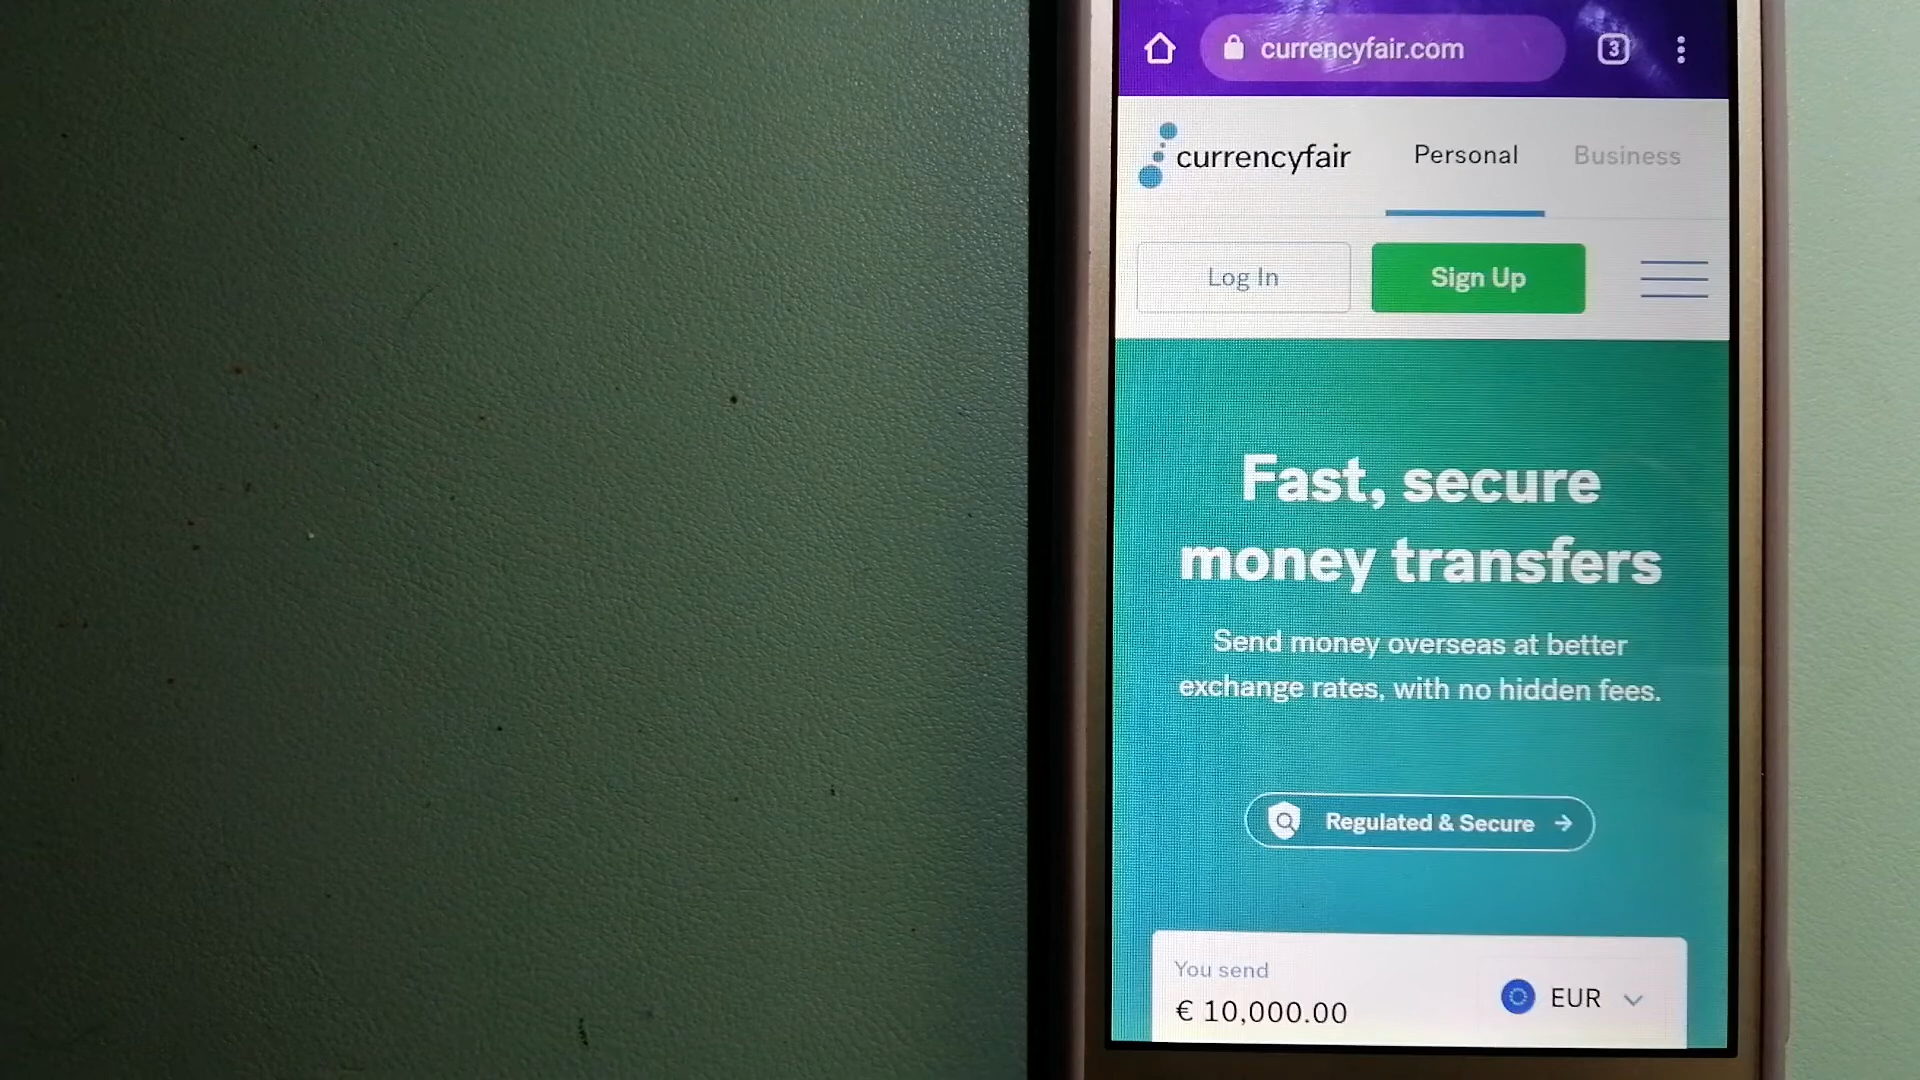 currencyfair.com
3
currencyfair
Personal
Business
Log In
Sign Up
Fast, secure
money transfers
Send money overseas at better
exchange rates, with no hidden fees.
Regulated & Secure →
You send
€ 10,000.00
EUR